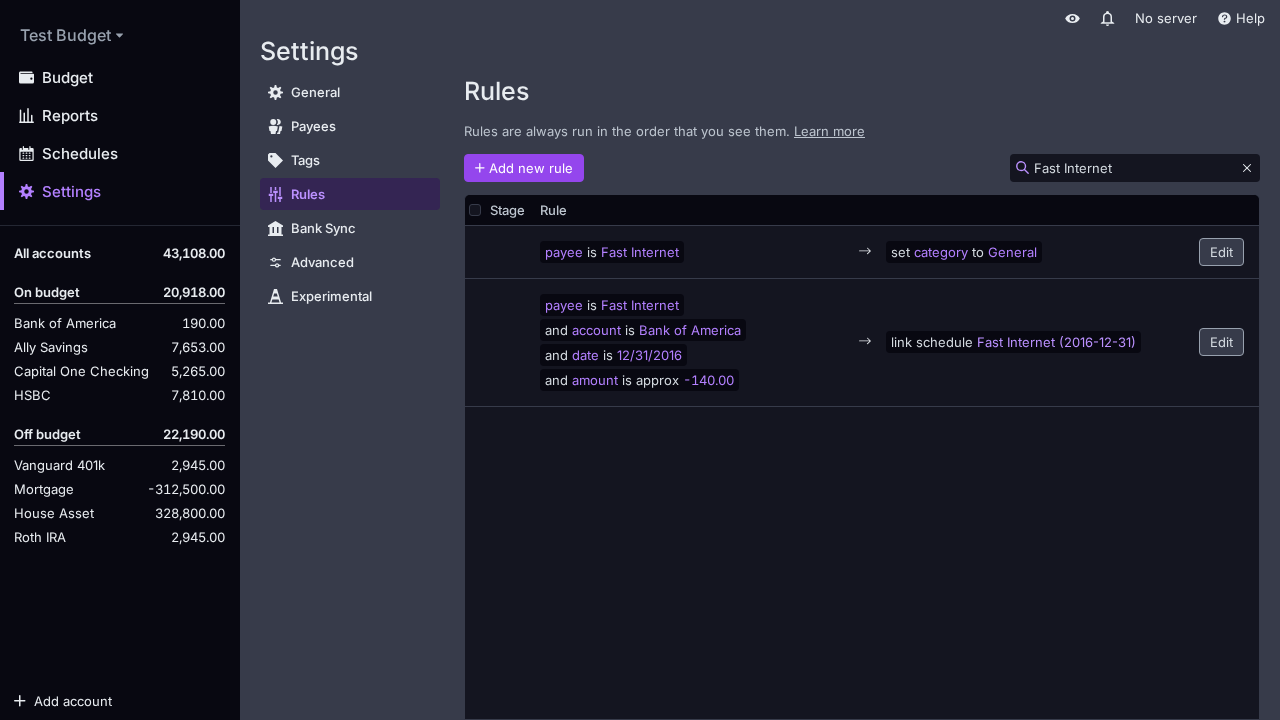 Test Budget
Budget
Reports
Schedules
Settings
All accounts 43,108.00
On budget 20,918.00
Bank of America 190.00
Ally Savings 7,653.00
Capital One Checking 5,265.00
HSBC 7,810.00
Off budget 22,190.00
Vanguard 401k 2,945.00
Mortgage -312,500.00
House Asset 328,800.00
Roth IRA 2,945.00
Add account
No server
Help
Settings
General
Payees
Tags
Rules
Bank Sync
Advanced
Experimental
Rules
Rules are always run in the order that you see them. Learn more
+ Add new rule
Fast Internet
Stage Rule
payee is Fast Internet → set category to General Edit
payee is Fast Internet
and account is Bank of America
and date is 12/31/2016
and amount is approx -140.00
→ link schedule Fast Internet (2016-12-31) Edit